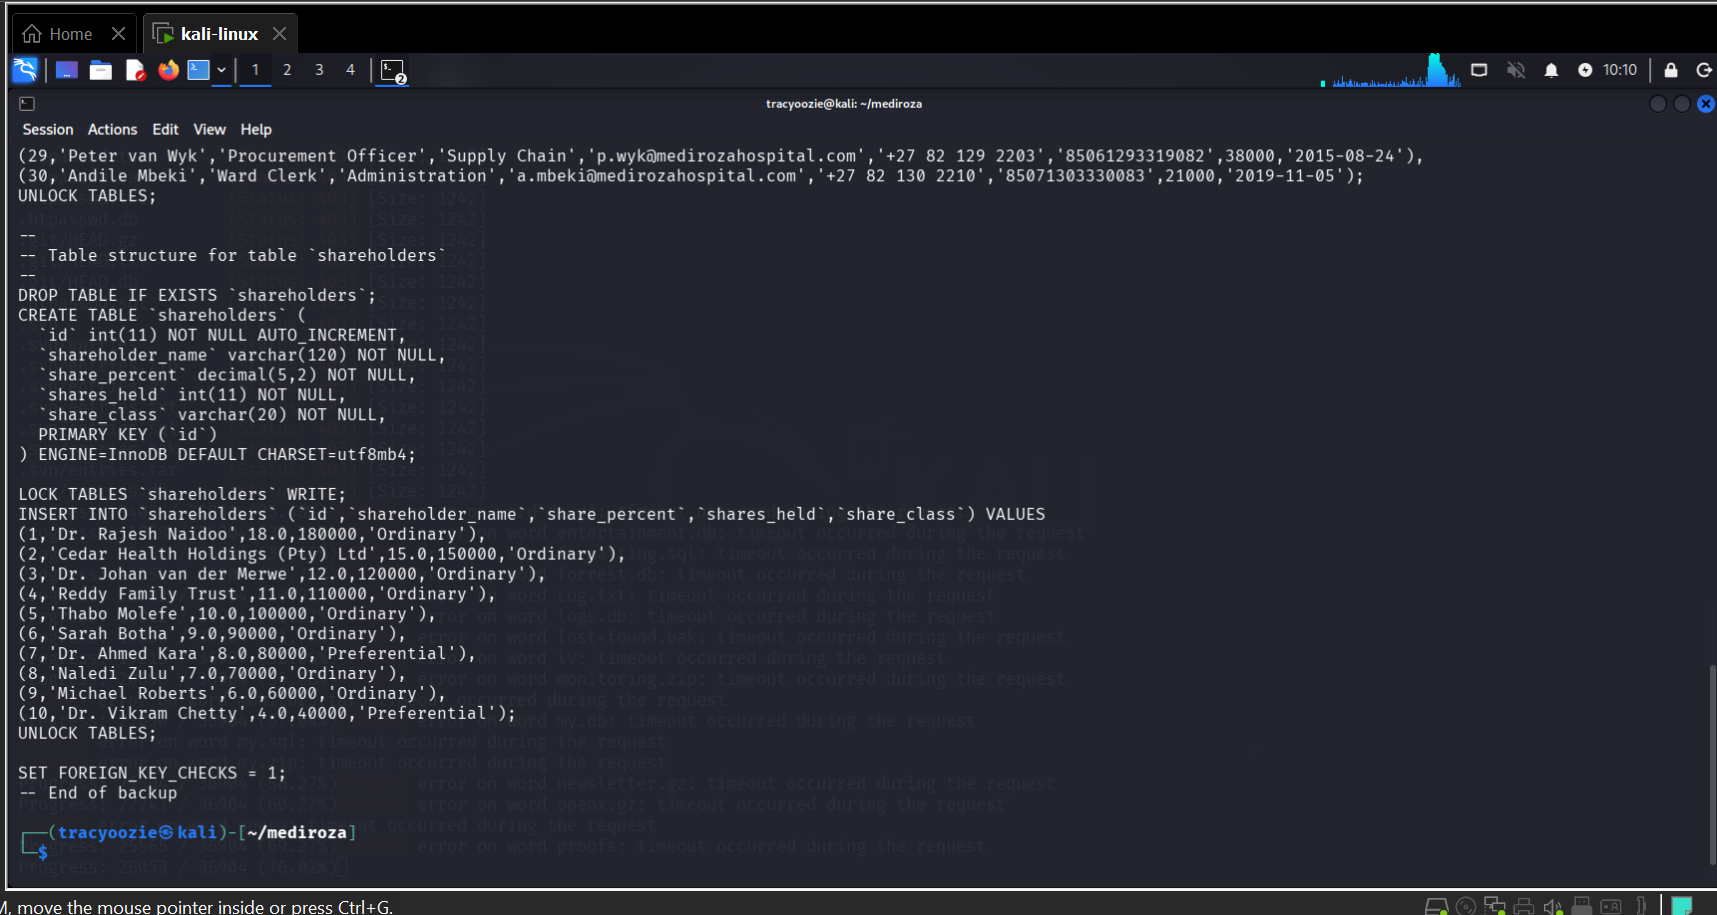 Home
kali-linux
1 2 3 4
2
10:10
tracyoozie@kali: ~/mediroza
Session Actions Edit View Help
(29,'Peter van Wyk','Procurement Officer','Supply Chain','p.wyk@medirozahospital.com','+27 82 129 2203','85061293319082',38000,'2015-08-24'),
(30,'Andile Mbeki','Ward Clerk','Administration','a.mbeki@medirozahospital.com','+27 82 130 2210','85071303330083',21000,'2019-11-05');
UNLOCK TABLES;
--
-- Table structure for table `shareholders`
--
DROP TABLE IF EXISTS `shareholders`;
CREATE TABLE `shareholders` (
`id` int(11) NOT NULL AUTO_INCREMENT,
`shareholder_name` varchar(120) NOT NULL,
`share_percent` decimal(5,2) NOT NULL,
`shares_held` int(11) NOT NULL,
`share_class` varchar(20) NOT NULL,
PRIMARY KEY (`id`)
) ENGINE=InnoDB DEFAULT CHARSET=utf8mb4;
LOCK TABLES `shareholders` WRITE;
INSERT INTO `shareholders` (`id`,`shareholder_name`,`share_percent`,`shares_held`,`share_class`) VALUES
(1,'Dr. Rajesh Naidoo',18.0,180000,'Ordinary'),
(2,'Cedar Health Holdings (Pty) Ltd',15.0,150000,'Ordinary'),
(3,'Dr. Johan van der Merwe',12.0,120000,'Ordinary'),
(4,'Reddy Family Trust',11.0,110000,'Ordinary'),
(5,'Thabo Molefe',10.0,100000,'Ordinary'),
(6,'Sarah Botha',9.0,90000,'Ordinary'),
(7,'Dr. Ahmed Kara',8.0,80000,'Preferential'),
(8,'Naledi Zulu',7.0,70000,'Ordinary'),
(9,'Michael Roberts',6.0,60000,'Ordinary'),
(10,'Dr. Vikram Chetty',4.0,40000,'Preferential');
UNLOCK TABLES;
SET FOREIGN_KEY_CHECKS = 1;
-- End of backup
(tracyoozie㉿kali)-[~/mediroza]
$
Progress: 28053 / 36904 (76.02%)
, move the mouse pointer inside or press Ctrl+G.